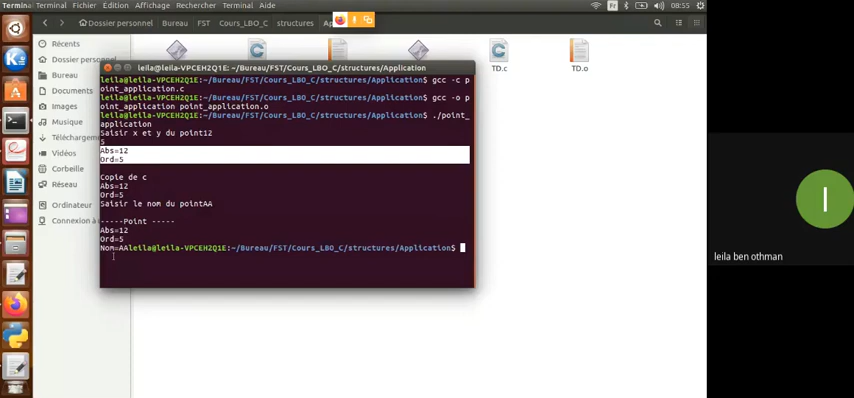 Terminal Terminal Fichier Édition Affichage Rechercher Terminal Aide
Fr 08:55
Dossier personnel Bureau FST Cours_LBO_C structures
Récents
Dossier personnel
Bureau
Documents
Images
Musique
Vidéos
Corbeille
Réseau
Ordinateur
Connexion à
TD.c
TD.o
leila@leila-VPCEH2Q1E: ~/Bureau/FST/Cours_LBO_C/structures/Application
leila@leila-VPCEH2Q1E:~/Bureau/FST/Cours_LBO_C/structures/Application$ gcc -c p
oint_application.c
leila@leila-VPCEH2Q1E:~/Bureau/FST/Cours_LBO_C/structures/Application$ gcc -o p
oint_application point_application.o
leila@leila-VPCEH2Q1E:~/Bureau/FST/Cours_LBO_C/structures/Application$ ./point_
application
Saisir x et y du point12
5
Abs=12
Ord=5
Copie de c
Abs=12
Ord=5
Saisir le nom du pointAA
-----Point -----
Abs=12
Ord=5
Nom=AAleila@leila-VPCEH2Q1E:~/Bureau/FST/Cours_LBO_C/structures/Application$
l
leila ben othman